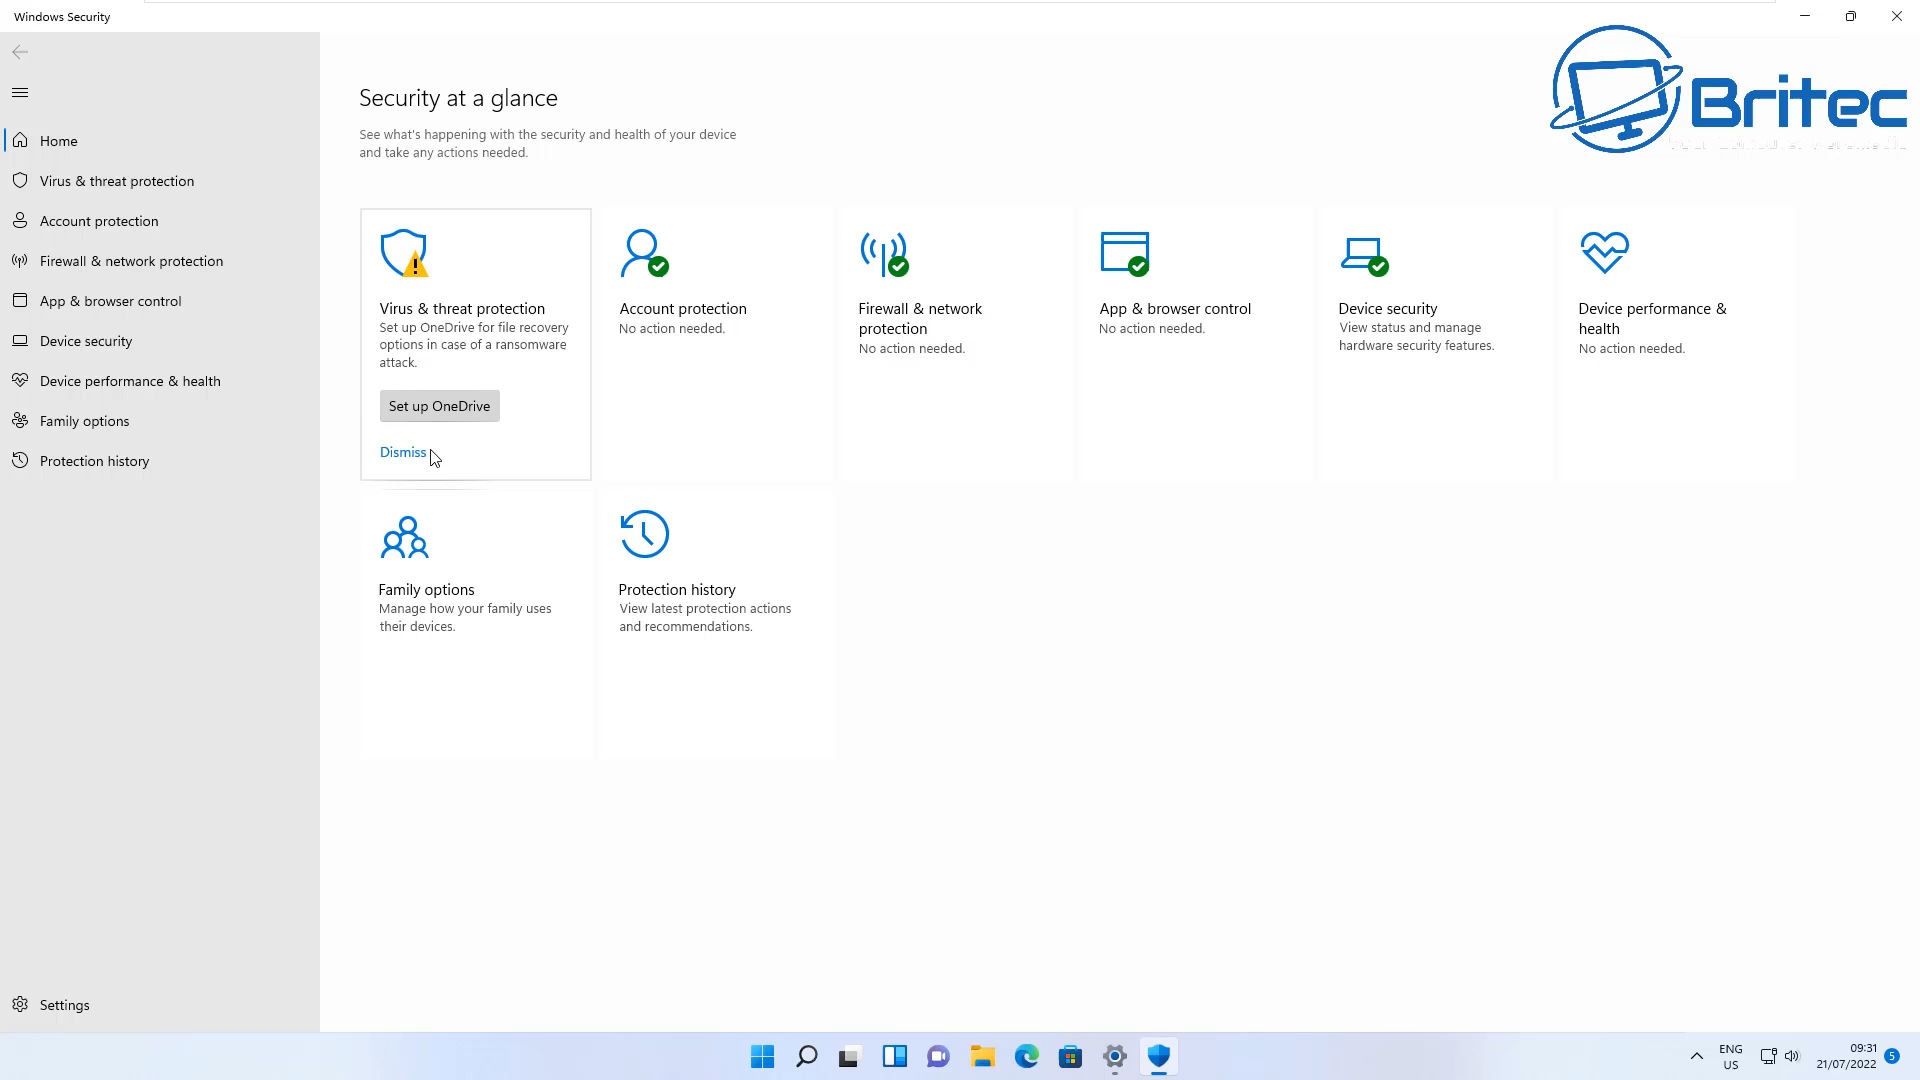 Windows Security
Home
Virus & threat protection
Account protection
Firewall & network protection
App & browser control
Device security
Device performance & health
Family options
Protection history
Settings
Security at a glance
See what's happening with the security and health of your device
and take any actions needed.
Britec
Virus & threat protection
Set up OneDrive for file recovery
options in case of a ransomware
attack.
Set up OneDrive
Dismiss
Account protection
No action needed.
Firewall & network
protection
No action needed.
App & browser control
No action needed.
Device security
View status and manage
hardware security features.
Device performance &
health
No action needed.
Family options
Manage how your family uses
their devices.
Protection history
View latest protection actions
and recommendations.
ENG
US
09:31
21/07/2022
5